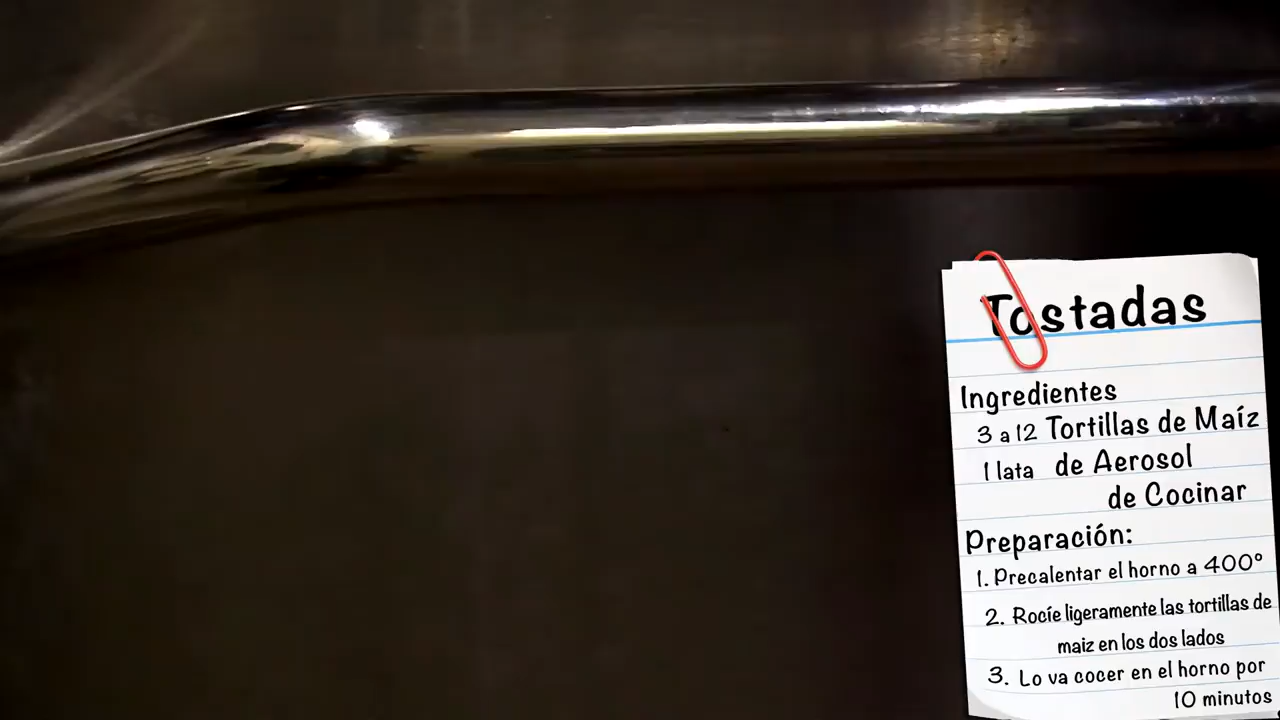 Tostadas
Ingredientes
3 a 12 Tortillas de Maíz
1 lata de Aerosol
de Cocinar
Preparación:
1. Precalentar el horno a 400°
2. Rocíe ligeramente las tortillas de
maiz en los dos lados
3. Lo va cocer en el horno por
10 minutos